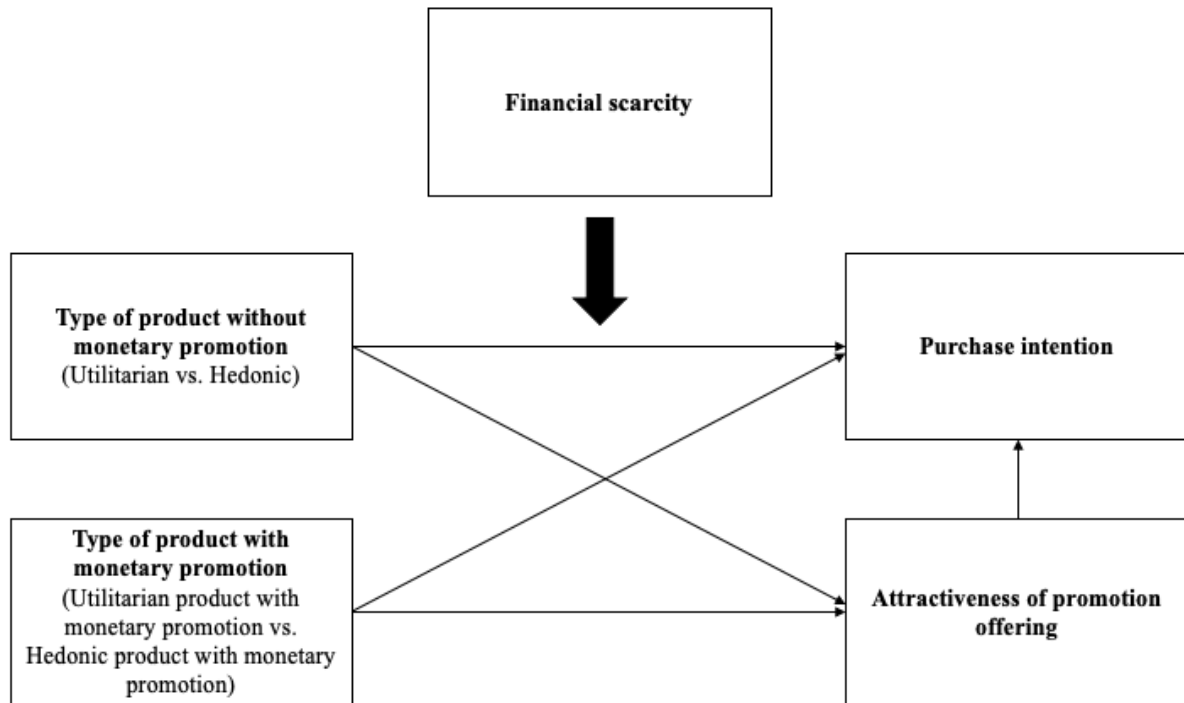 Financial scarcity
Type of product without
monetary promotion
(Utilitarian vs. Hedonic)
Purchase intention
Type of product with
monetary promotion
(Utilitarian product with
monetary promotion vs.
Hedonic product with monetary
promotion)
Attractiveness of promotion
offering